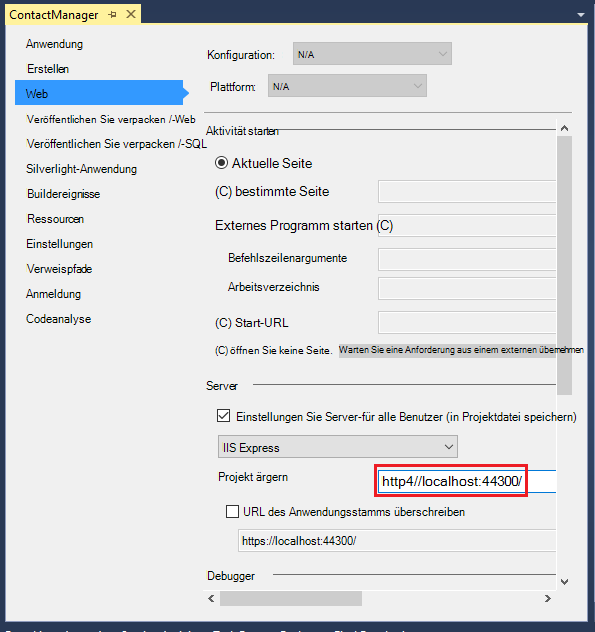 ContactManager
Anwendung
Erstellen
Web
Veröffentlichen Sie verpacken /-Web
Veröffentlichen Sie verpacken /-SQL
Silverlight-Anwendung
Buildereignisse
Ressourcen
Einstellungen
Verweispfade
Anmeldung
Codeanalyse
Konfiguration: N/A
Plattform: N/A
Aktivität starten
Aktuelle Seite
(C) bestimmte Seite
Externes Programm starten (C)
Befehlszeilenargumente
Arbeitsverzeichnis
(C) Start-URL
(C) öffnen Sie keine Seite. Warten Sie eine Anforderung aus einem externen übernehmen
Server
Einstellungen Sie Server-für alle Benutzer (in Projektdatei speichern)
IIS Express
Projekt ärgern http4//localhost:44300/
URL des Anwendungsstamms überschreiben
https://localhost:44300/
Debugger